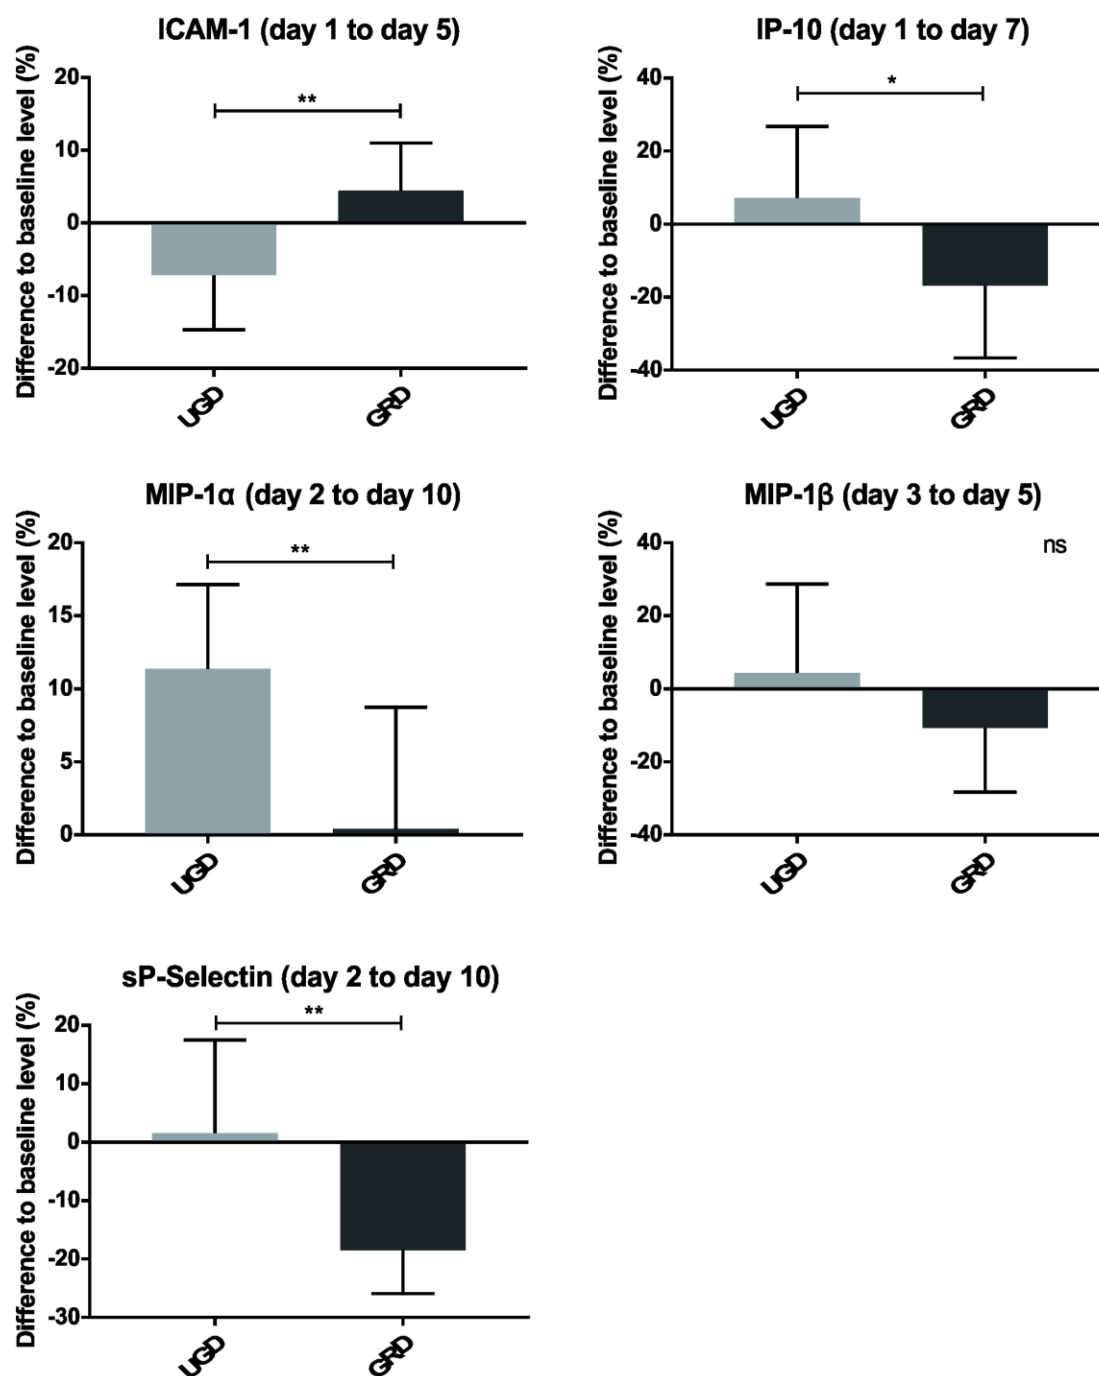 ICAM-1 (day 1 to day 5)
Difference to baseline level (%)
20
10
0
-10
-20
**
UGD
GRD
IP-10 (day 1 to day 7)
Difference to baseline level (%)
40
20
0
-20
-40
*
UGD
GRD
MIP-1α (day 2 to day 10)
Difference to baseline level (%)
20
15
10
5
0
**
UGD
GRD
MIP-1β (day 3 to day 5)
Difference to baseline level (%)
40
20
0
-20
-40
ns
UGD
GRD
sP-Selectin (day 2 to day 10)
Difference to baseline level (%)
20
10
0
-10
-20
-30
**
UGD
GRD